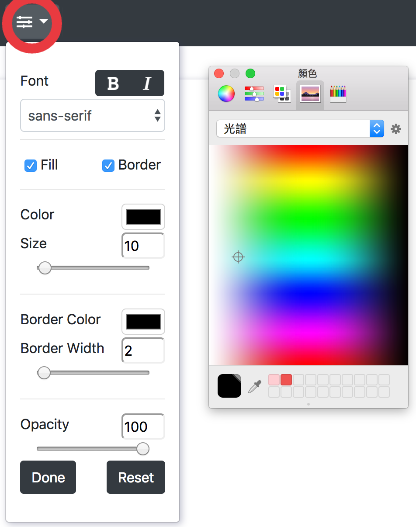 Font
B I
sans-serif
Fill
Border
Color
Size
10
Border Color
Border Width
2
Opacity
100
Done
Reset
顏色
光譜